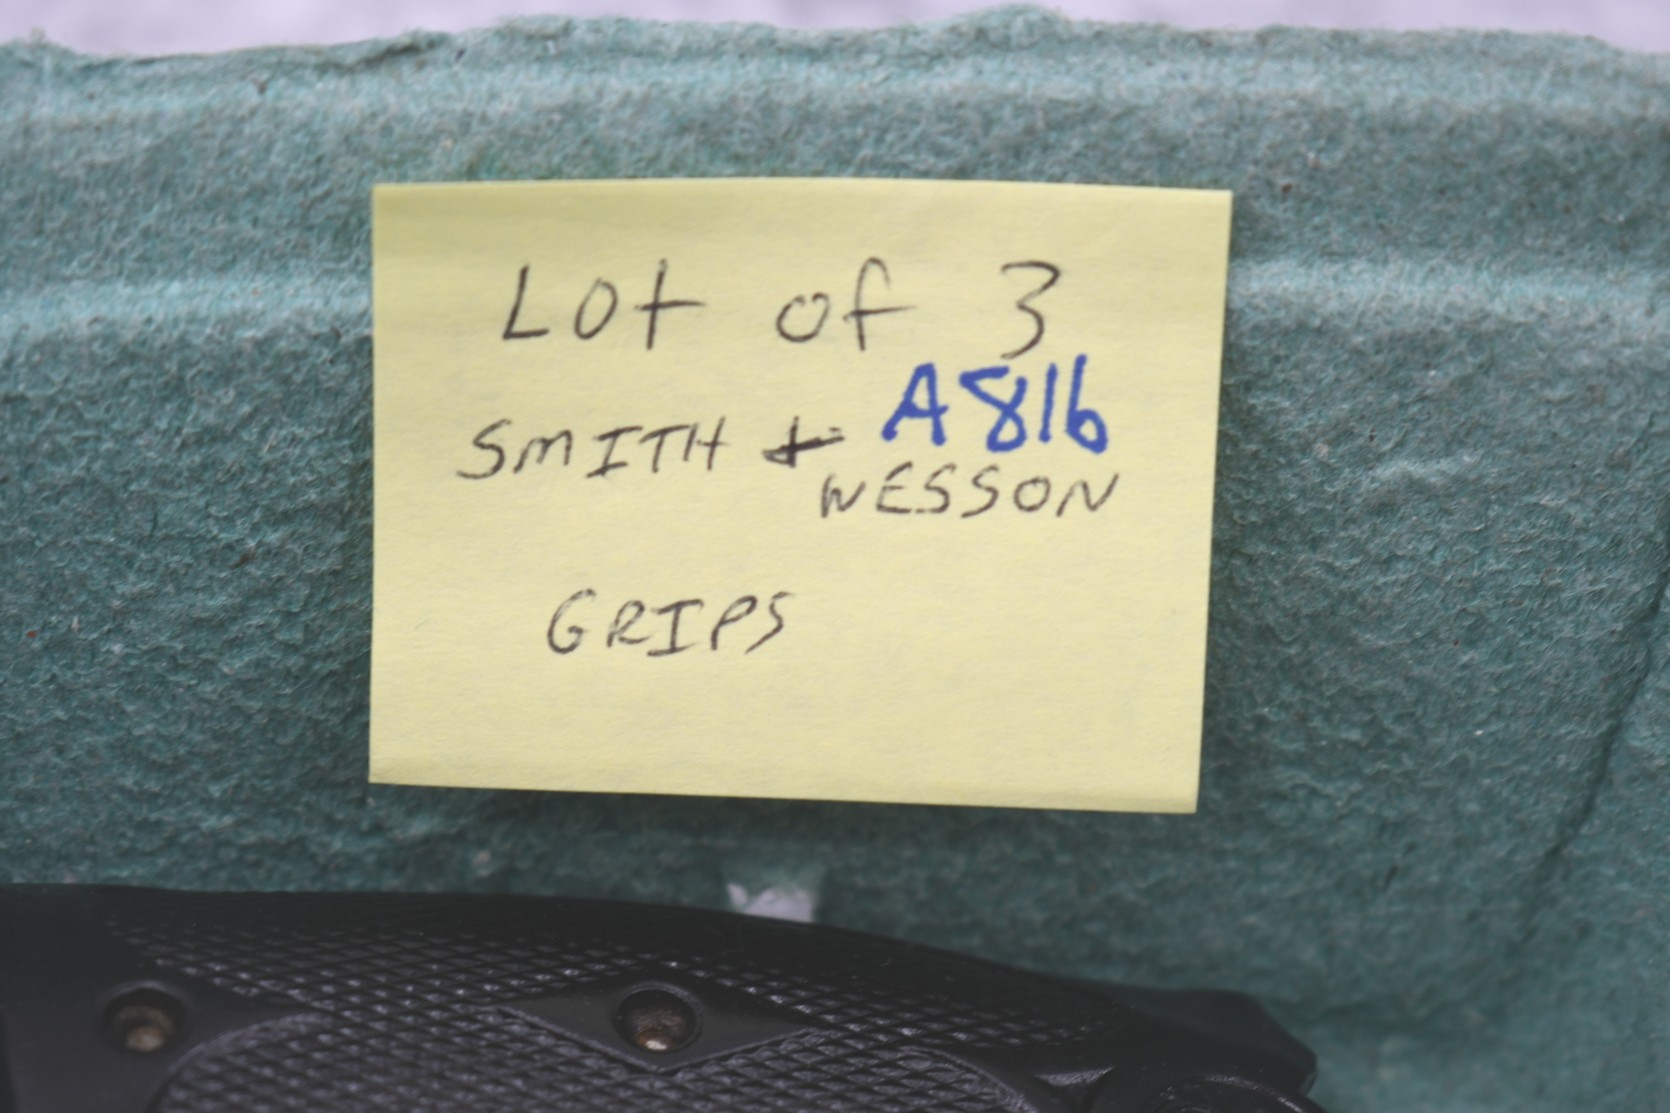 Lot of 3
A816
SMITH +
WESSON
GRIPS